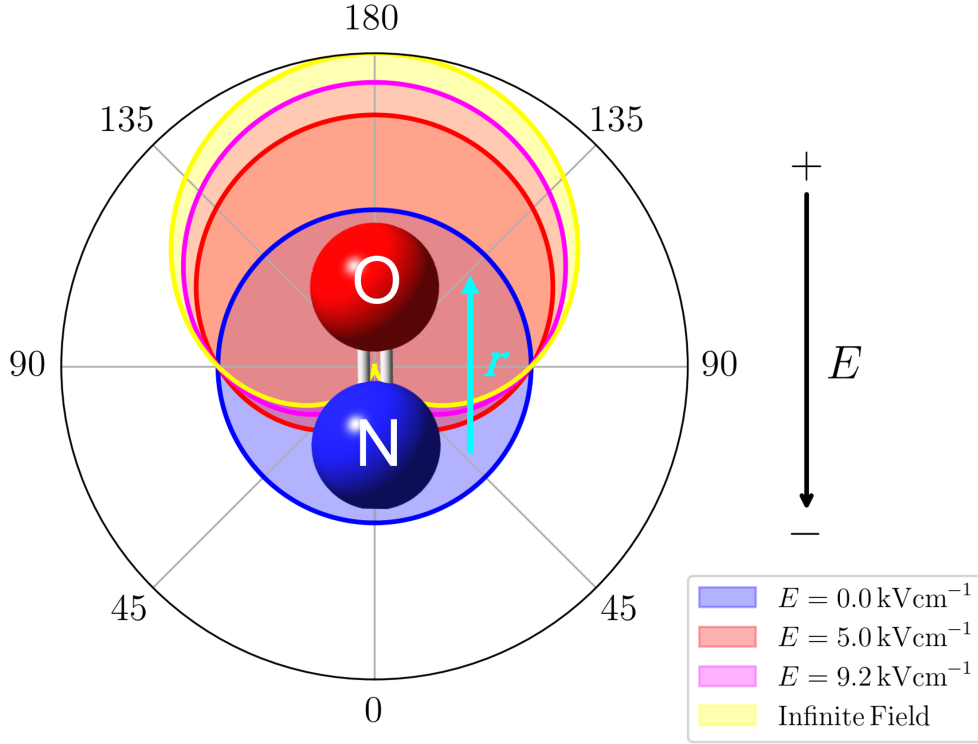 180
135
135
+
O
90
r
90
E
N
−
45
45
0
E = 0.0 kVcm⁻¹
E = 5.0 kVcm⁻¹
E = 9.2 kVcm⁻¹
Infinite Field